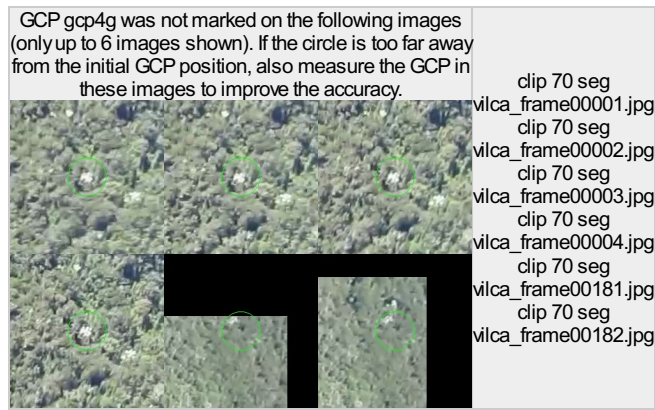 GCP gcp4g was not marked on the following images
(only up to 6 images shown). If the circle is too far away
from the initial GCP position, also measure the GCP in
these images to improve the accuracy.
clip 70 seg
vilca_frame00001.jpg
clip 70 seg
vilca_frame00002.jpg
clip 70 seg
vilca_frame00003.jpg
clip 70 seg
vilca_frame00004.jpg
clip 70 seg
vilca_frame00181.jpg
clip 70 seg
vilca_frame00182.jpg